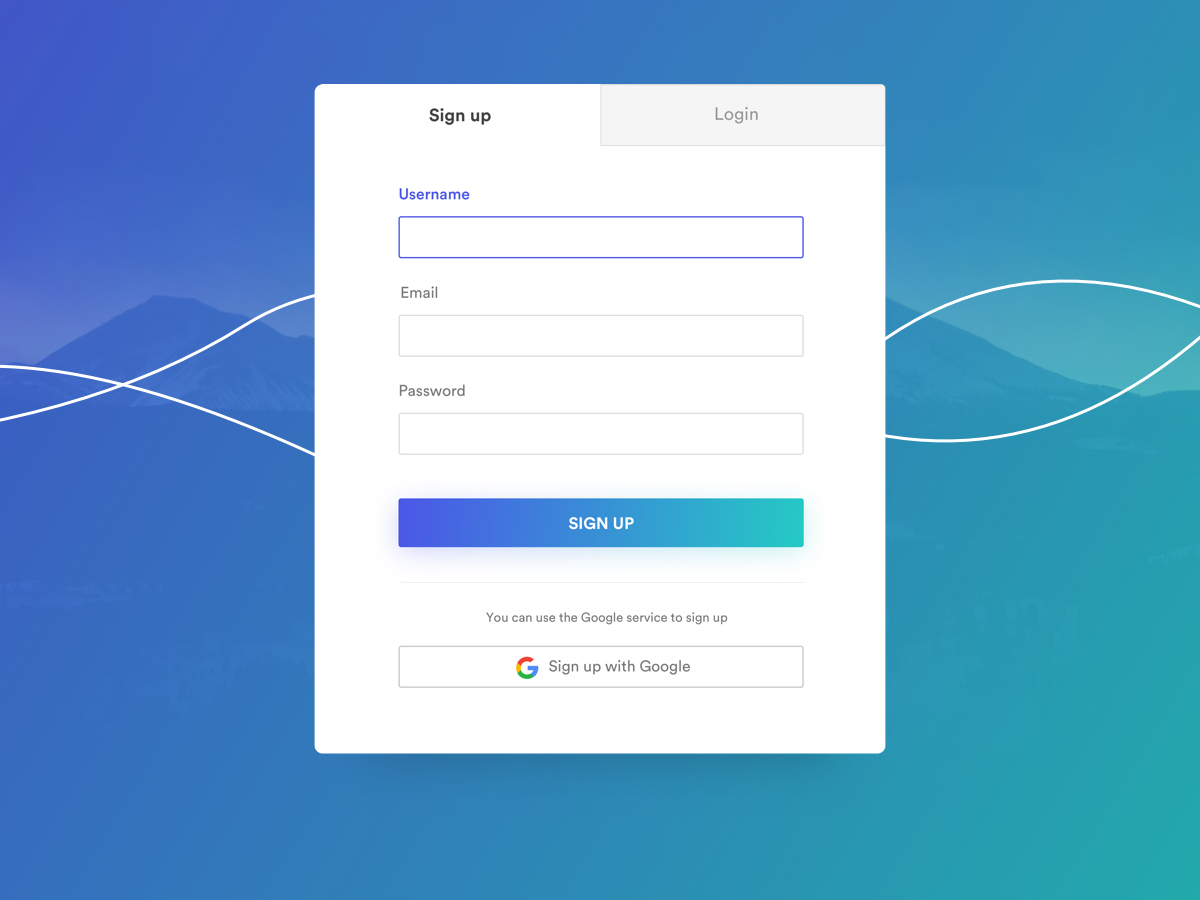 Sign up
Login
Username
Email
Password
SIGN UP
You can use the Google service to sign up
Sign up with Google